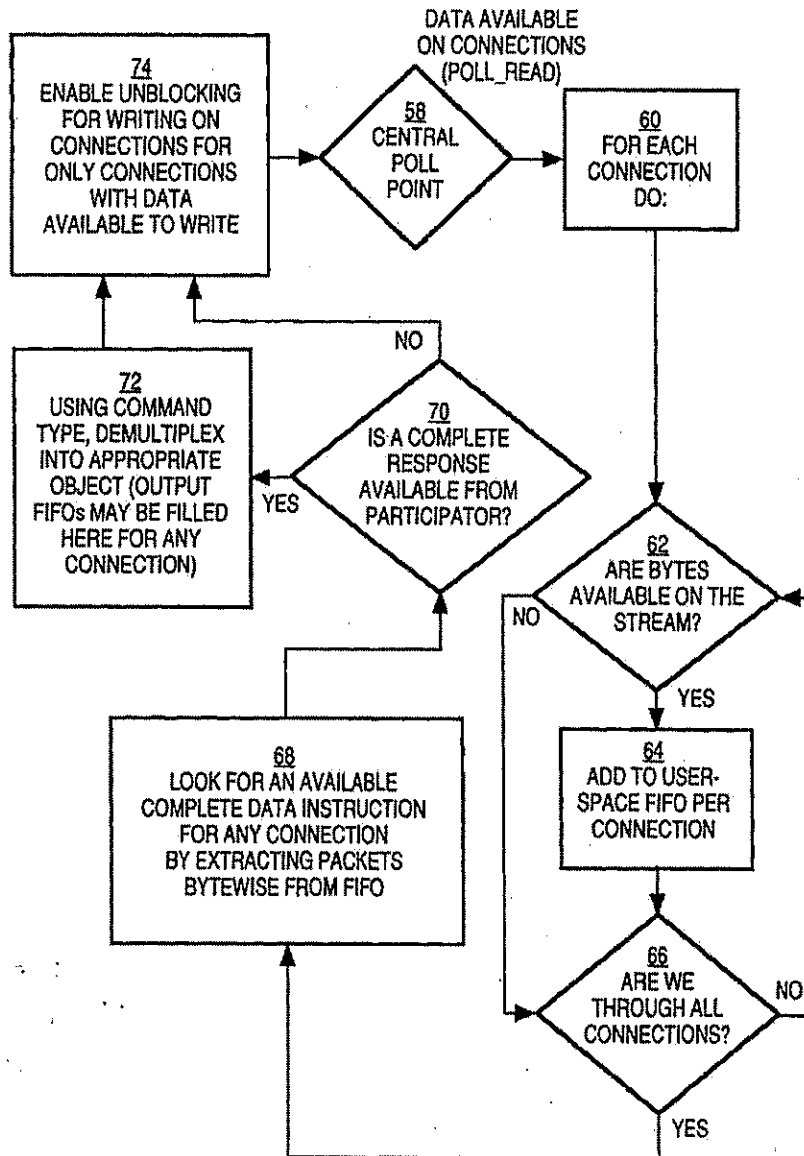 DATA AVAILABLE
ON CONNECTIONS
(POLL_READ)
74
ENABLE UNBLOCKING
FOR WRITING ON
CONNECTIONS FOR
ONLY CONNECTIONS
WITH DATA
AVAILABLE TO WRITE
58
CENTRAL
POLL
POINT
60
FOR EACH
CONNECTION
DO:
NO
72
USING COMMAND
TYPE, DEMULTIPLEX
INTO APPROPRIATE
OBJECT (OUTPUT
FIFOs MAY BE FILLED
HERE FOR ANY
CONNECTION)
YES
70
IS A COMPLETE
RESPONSE
AVAILABLE FROM
PARTICIPATOR?
62
ARE BYTES
AVAILABLE ON THE
STREAM?
NO
YES
64
ADD TO USER-
SPACE FIFO PER
CONNECTION
68
LOOK FOR AN AVAILABLE
COMPLETE DATA INSTRUCTION
FOR ANY CONNECTION
BY EXTRACTING PACKETS
BYTEWISE FROM FIFO
66
ARE WE
THROUGH ALL
CONNECTIONS?
NO
YES